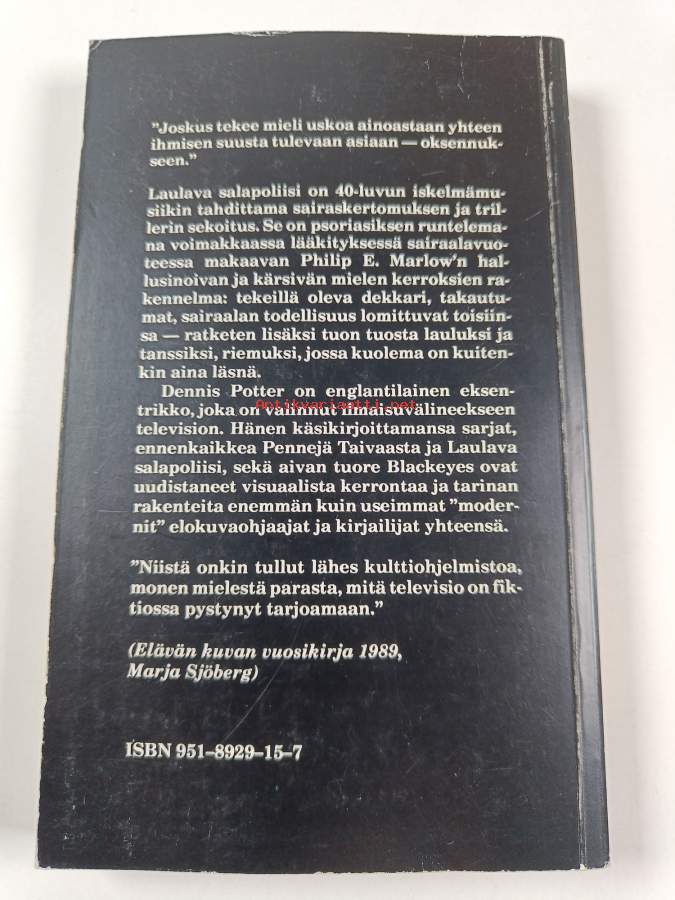 ”Joskus tekee mieli uskoa ainoastaan yhteen
ihmisen suusta tulevaan asiaan — oksennuk-
seen.”
Laulava salapoliisi on 40-luvun iskelmämu-
siikin tahdittama sairaskertomuksen ja tril-
lerin sekoitus. Se on psoriasiksen runtelema-
na voimakkaassa lääkityksessä sairaalavuo-
teessa makaavan Philip E. Marlow'n hal-
lusinoivan ja kärsivän mielen kerroksien ra-
kennelma: tekeillä oleva dekkari, takautu-
mat, sairaalan todellisuus lomittuvat toisiin-
sa — ratketen lisäksi tuon tuosta lauluksi ja
tanssiksi, riemuksi, jossa kuolema on kuiten-
kin aina läsnä.
Dennis Potter on englantilainen eksen-
trikko, joka on valinnut ilmaisuvälineekseen
Antikvariaatti.net
television. Hänen käsikirjoittamansa sarjat,
ennenkaikkea Pennejä Taivaasta ja Laulava
salapoliisi, sekä aivan tuore Blackeyes ovat
uudistaneet visuaalista kerrontaa ja tarinan
rakenteita enemmän kuin useimmat ”moder-
nit” elokuvaohjaajat ja kirjailijat yhteensä.
”Niistä onkin tullut lähes kulttiohjelmistoa,
monen mielestä parasta, mitä televisio on fik-
tiossa pystynyt tarjoamaan.”
(Elävän kuvan vuosikirja 1989,
Marja Sjöberg)
ISBN 951–8929–15–7